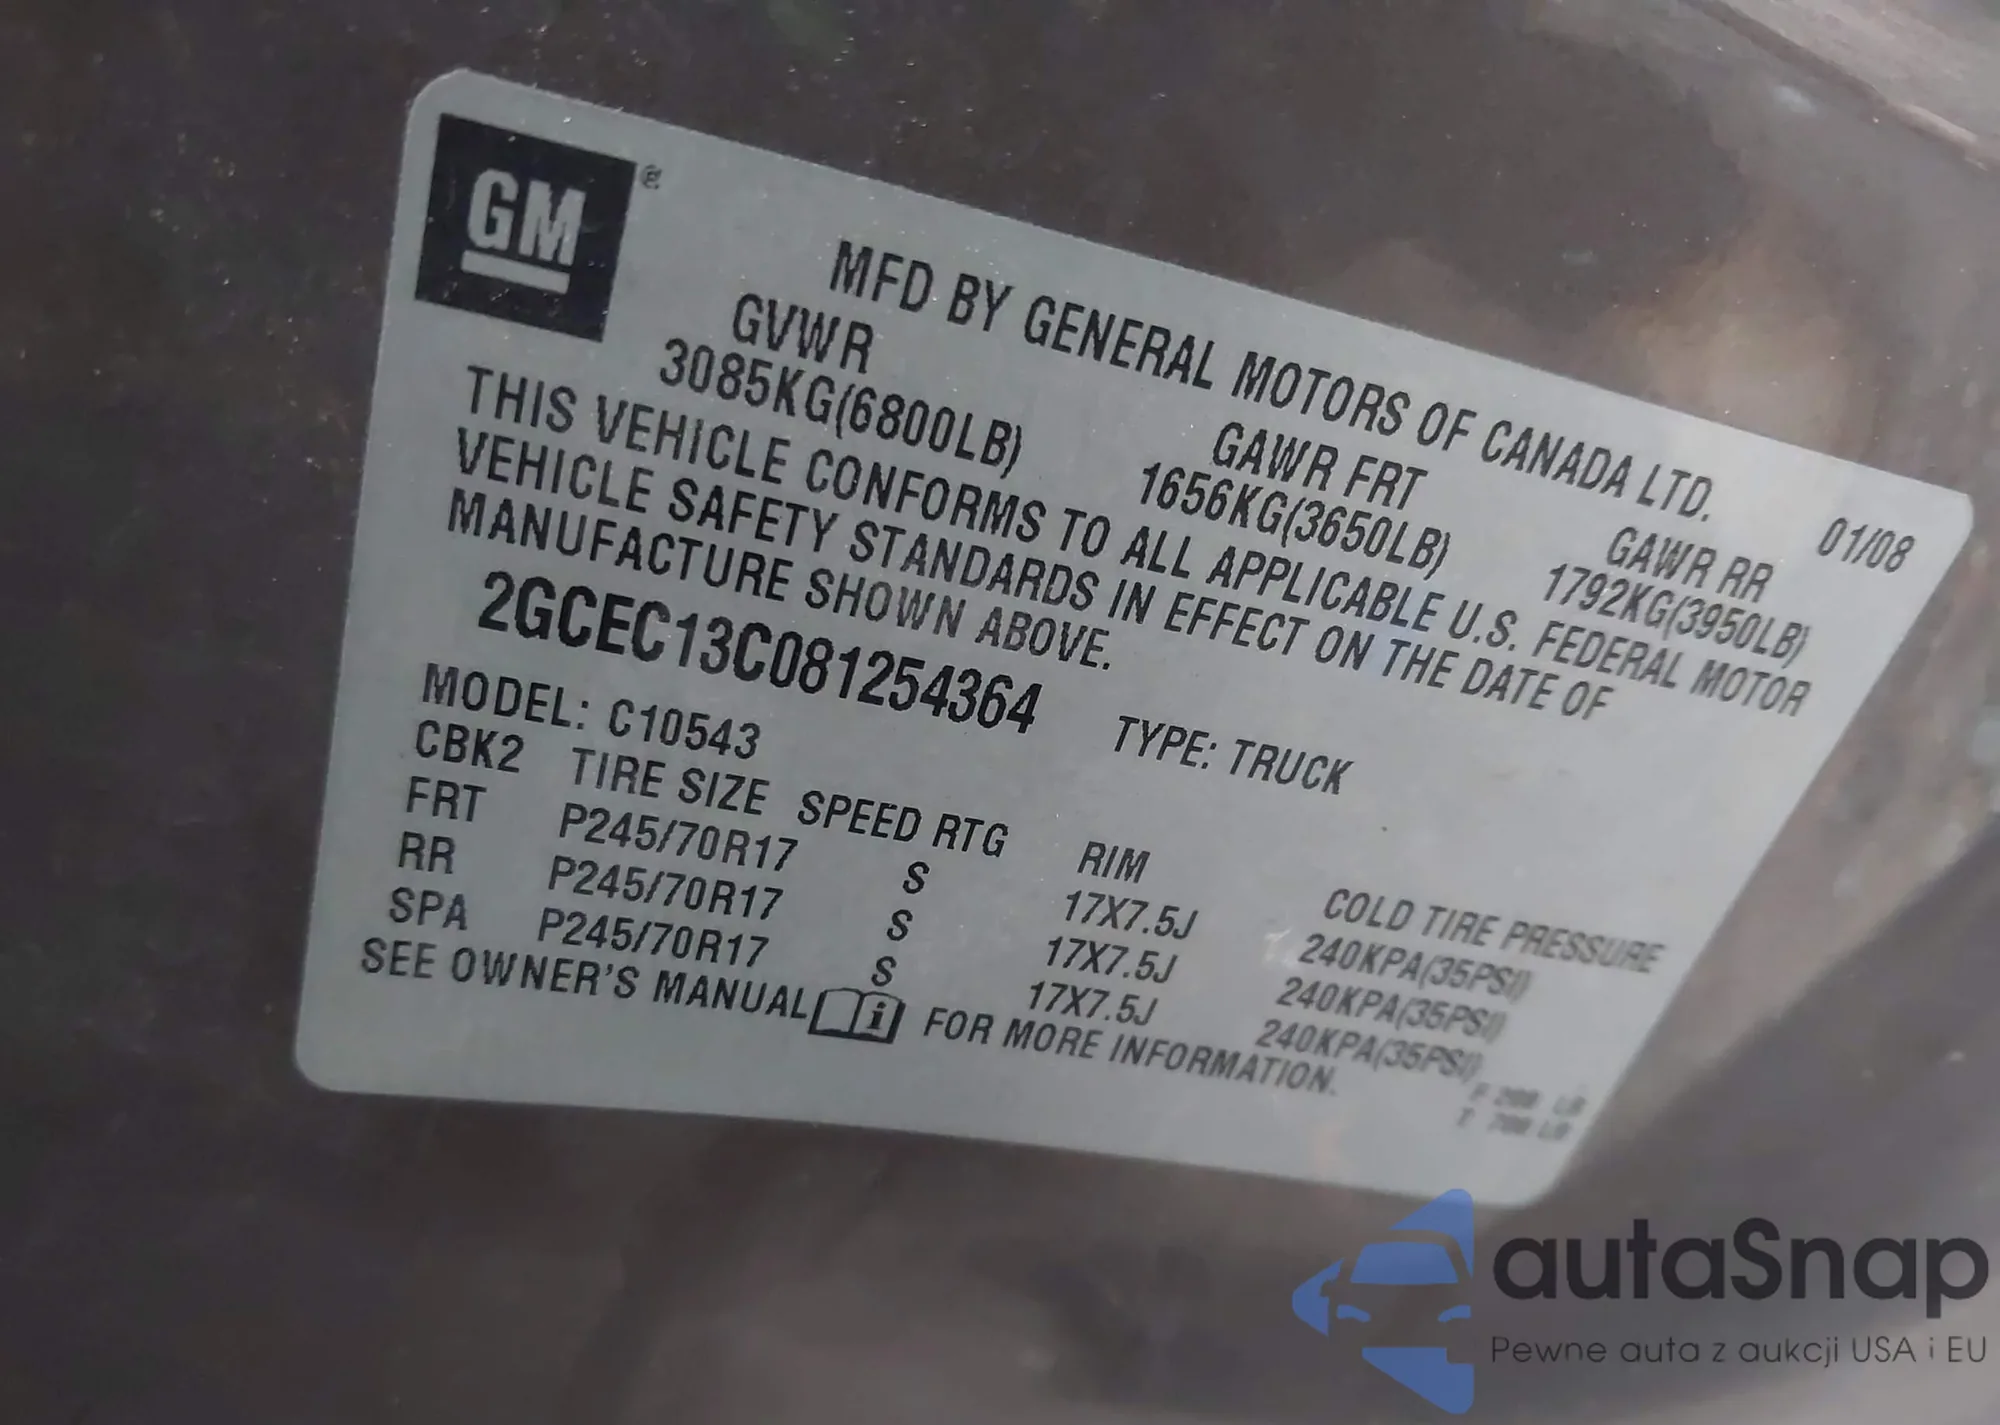 GM®
MFD BY GENERAL MOTORS OF CANADA LTD.
01/08
GVWR GAWR FRT GAWR RR
3085KG(6800LB) 1656KG(3650LB) 1792KG(3950LB)
THIS VEHICLE CONFORMS TO ALL APPLICABLE U.S. FEDERAL MOTOR
VEHICLE SAFETY STANDARDS IN EFFECT ON THE DATE OF
MANUFACTURE SHOWN ABOVE.
2GCEC13C081254364 TYPE: TRUCK
MODEL: C10543
CBK2 TIRE SIZE SPEED RTG RIM COLD TIRE PRESSURE
FRT P245/70R17 S 17X7.5J 240KPA(35PSI)
RR P245/70R17 S 17X7.5J 240KPA(35PSI)
SPA P245/70R17 S 17X7.5J 240KPA(35PSI)
SEE OWNER'S MANUAL FOR MORE INFORMATION.
autaSnap
Pewne auta z aukcji USA i EU